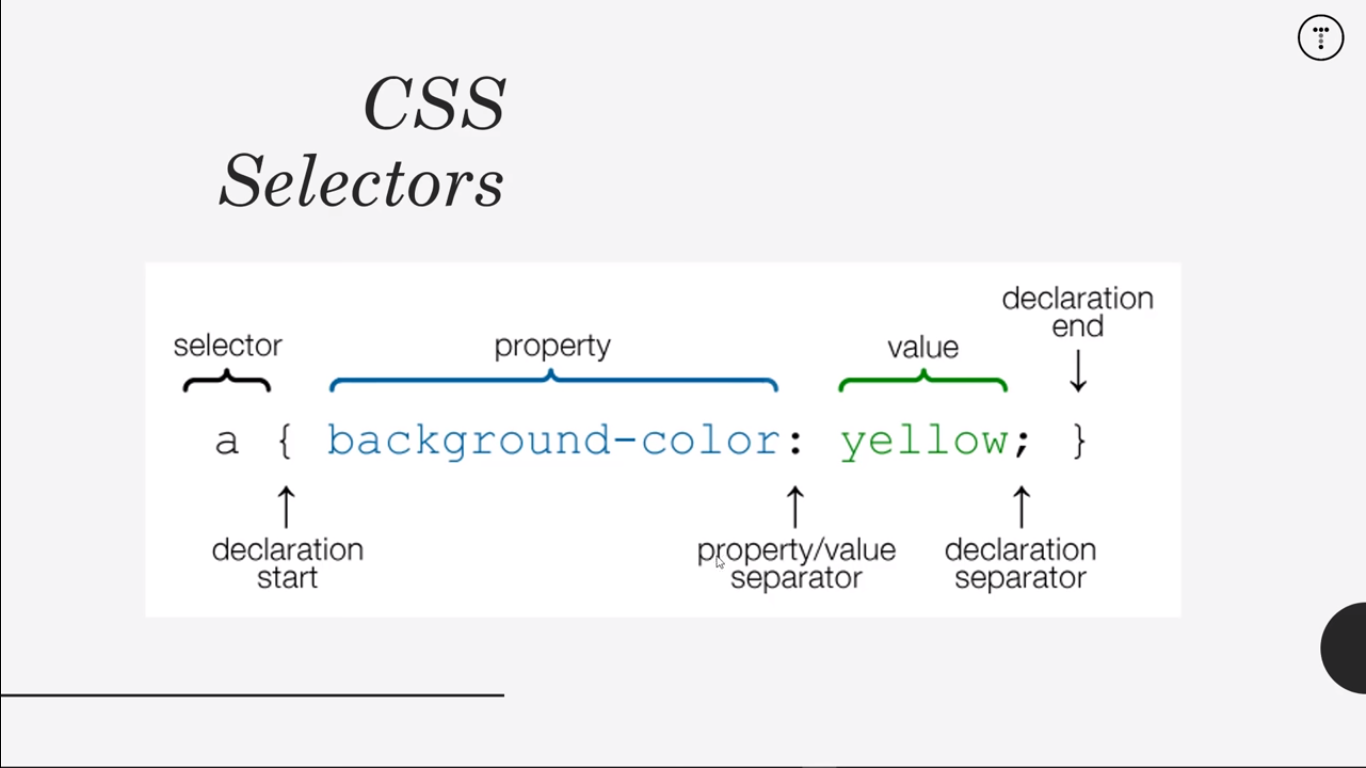 CSS
Selectors
declaration
end
selector
property
value
a { background-color: yellow; }
declaration
start
property/value
separator
declaration
separator